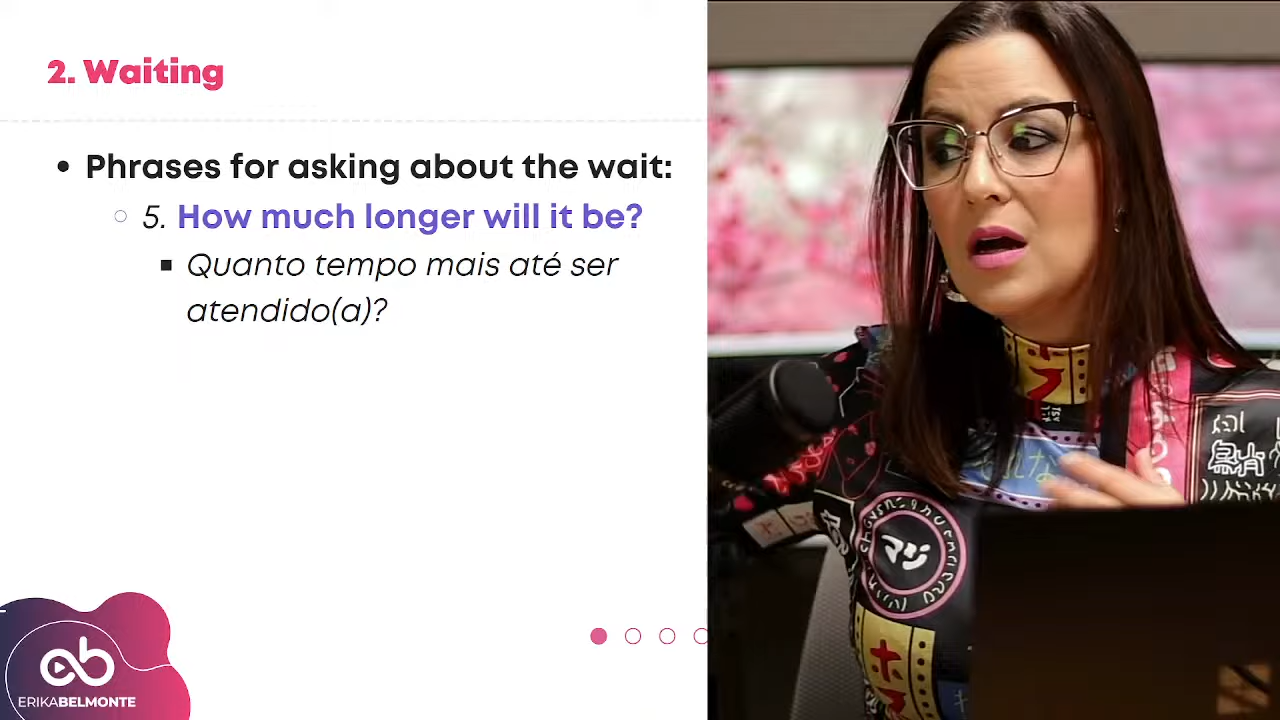 2. Waiting
Phrases for asking about the wait:
5. How much longer will it be?
Quanto tempo mais até ser
atendido(a)?
ERIKABELMONTE